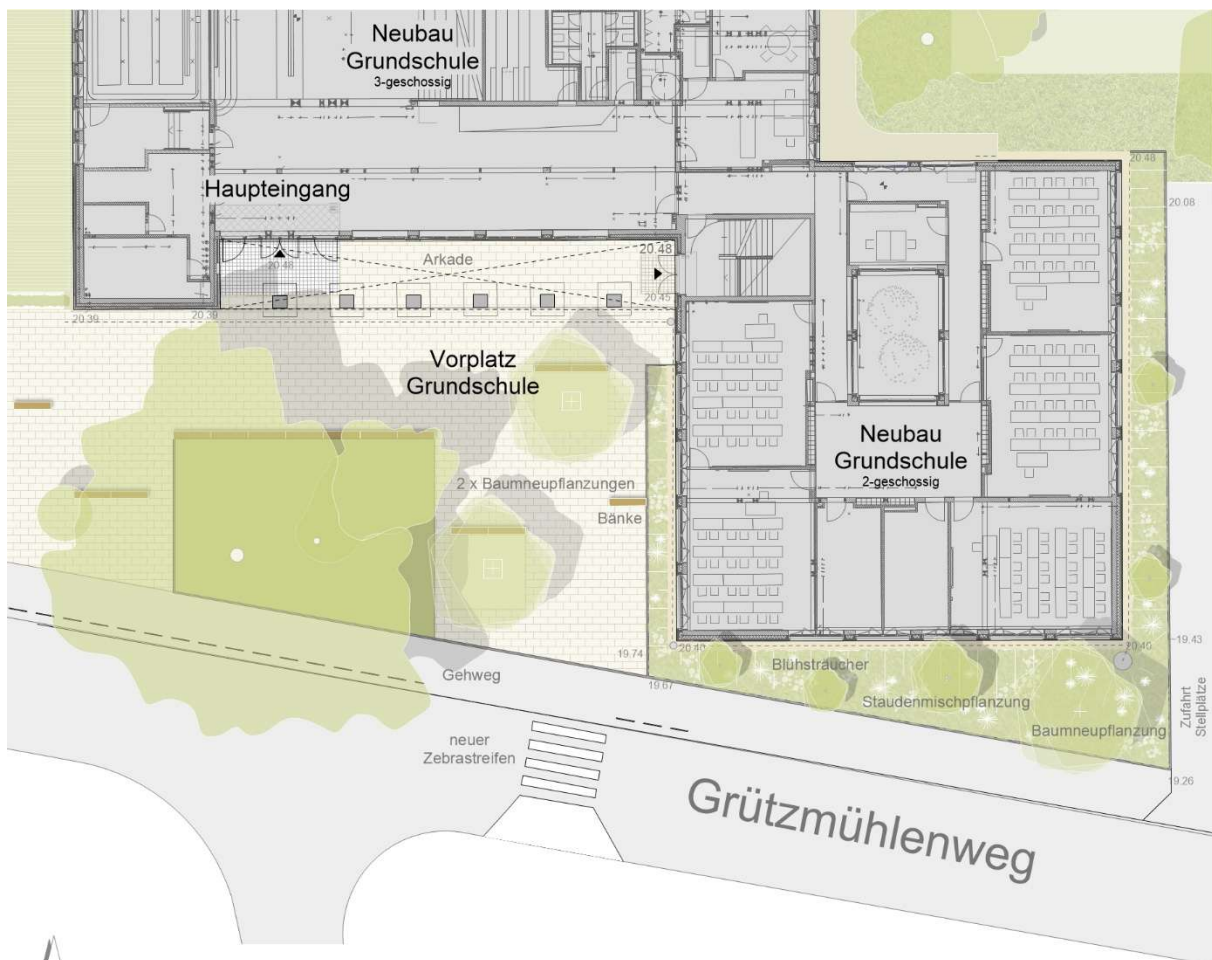 Neubau
Grundschule
3-geschossig
Haupteingang
20.48
Arkade
20.48
20.45
20.39
20.39
20.48
20.08
Vorplatz
Grundschule
Neubau
Grundschule
2-geschossig
2 x Baumneupflanzungen
Bänke
19.74
20.40
20.40
19.43
19.67
Gehweg
Blühsträucher
Staudenmischpflanzung
Baumneupflanzung
Zufahrt
Stellplätze
19.26
neuer
Zebrastreifen
Grützmühlenweg